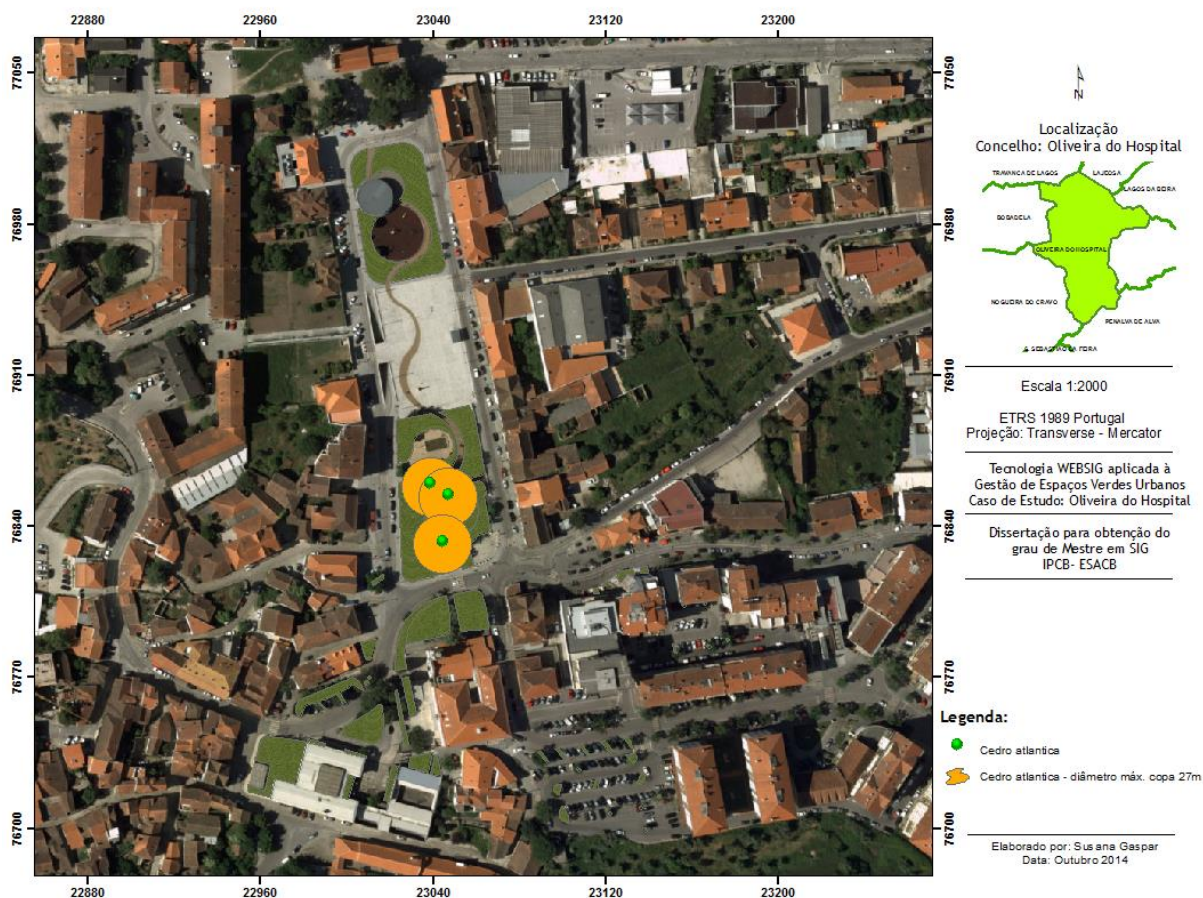 22880 22960 23040 23120 23200
77050 77050
76980 76980
76910 76910
76840 76840
76770 76770
76700 76700
22880 22960 23040 23120 23200
N
Localização
Concelho: Oliveira do Hospital
TRAVANCA DE LAGOS
LAJEOSA
LAGOS DA BEIRA
BOBADELA
OLIVEIRA DO HOSPITAL
NOGUEIRA DO CRAVO
PENALVA DE ALVA
S. SEBASTIÃO DA FEIRA
Escala 1:2000
ETRS 1989 Portugal
Projeção: Transverse - Mercator
Tecnologia WEBSIG aplicada à
Gestão de Espaços Verdes Urbanos
Caso de Estudo: Oliveira do Hospital
Dissertação para obtenção do
grau de Mestre em SIG
IPCB- ESACB
Legenda:
Cedro atlantica
Cedro atlantica - diâmetro máx. copa 27m
Elaborado por: Susana Gaspar
Data: Outubro 2014